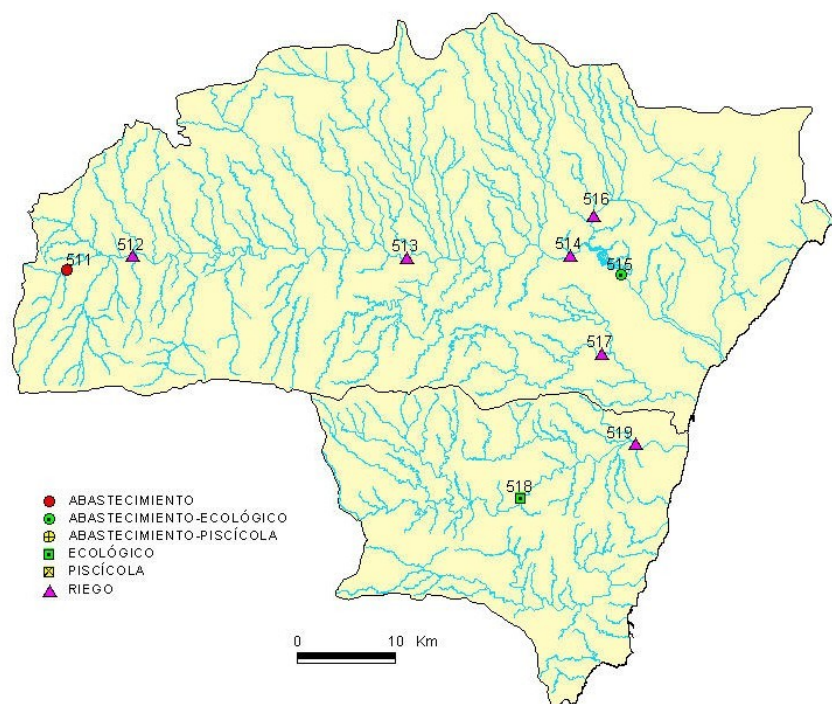 516
512
513
514
511
515
517
519
518
ABASTECIMIENTO
ABASTECIMIENTO-ECOLÓGICO
ABASTECIMIENTO-PISCÍCOLA
ECOLÓGICO
PISCÍCOLA
RIEGO
0 10 Km